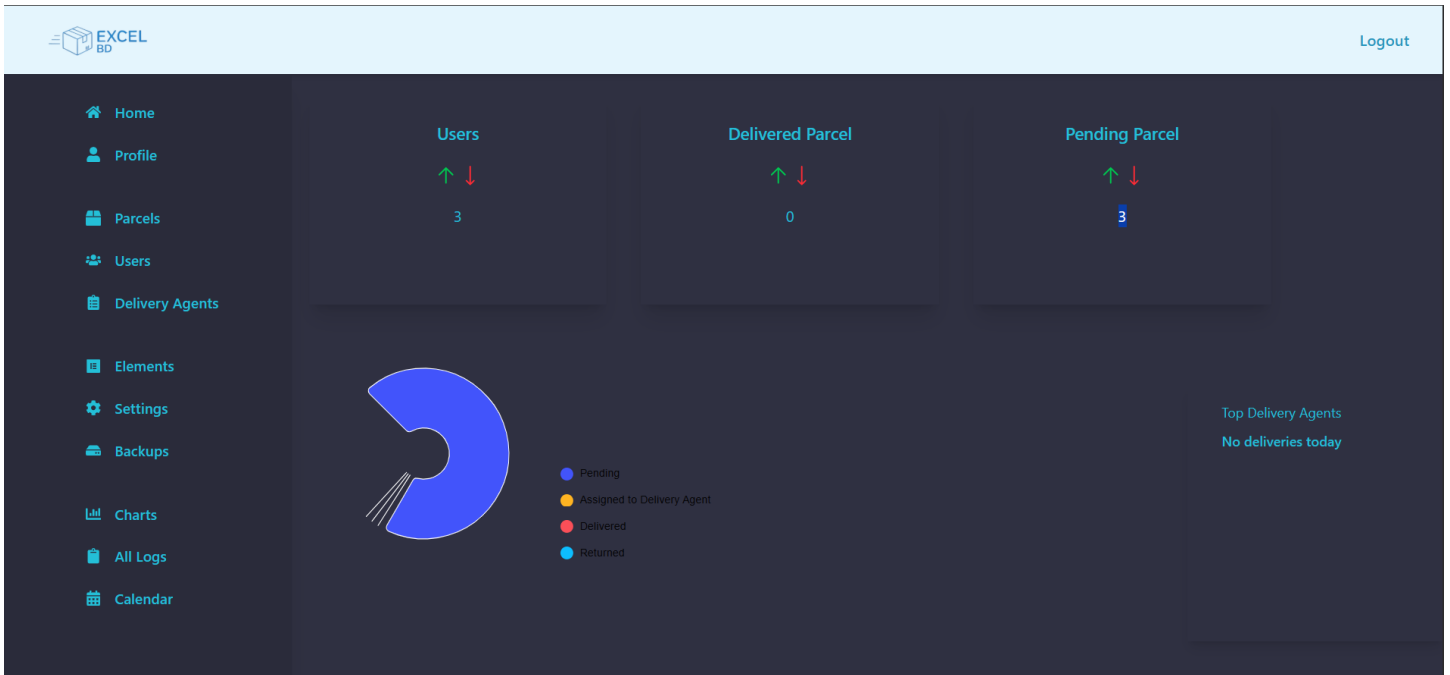 EXCEL
BD
Logout
Home
Profile
Parcels
Users
Delivery Agents
Elements
Settings
Backups
Charts
All Logs
Calendar
Users
3
Delivered Parcel
0
Pending Parcel
3
Pending
Assigned to Delivery Agent
Delivered
Returned
Top Delivery Agents
No deliveries today